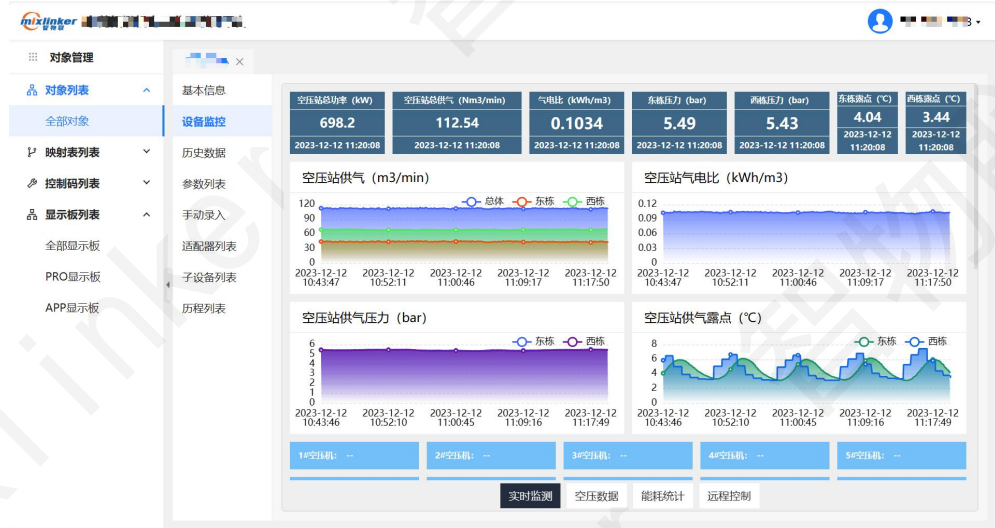 mixlinker
智物联
对象管理
对象列表
全部对象
映射表列表
控制码列表
显示板列表
全部显示板
PRO显示板
APP显示板
基本信息
设备监控
历史数据
参数列表
手动录入
适配器列表
子设备列表
历程列表
空压站总功率（kW）
698.2
2023-12-12 11:20:08
空压站总供气（Nm3/min）
112.54
2023-12-12 11:20:08
气电比（kWh/m3）
0.1034
2023-12-12 11:20:08
东栋压力（bar）
5.49
2023-12-12 11:20:08
西栋压力（bar）
5.43
2023-12-12 11:20:08
东栋露点（℃）
4.04
2023-12-12
11:20:08
西栋露点（℃）
3.44
2023-12-12
11:20:08
空压站供气（m3/min）
总体 东栋 西栋
120
90
60
30
0
2023-12-12 2023-12-12 2023-12-12 2023-12-12 2023-12-12
10:43:47 10:52:11 11:00:46 11:09:17 11:17:50
空压站气电比（kWh/m3）
0.12
0.09
0.06
0.03
0
2023-12-12 2023-12-12 2023-12-12 2023-12-12 2023-12-12
10:43:47 10:52:11 11:00:46 11:09:17 11:17:50
空压站供气压力（bar）
东栋 西栋
6
5
4
3
2
1
0
2023-12-12 2023-12-12 2023-12-12 2023-12-12 2023-12-12
10:43:46 10:52:10 11:00:45 11:09:16 11:17:49
空压站供气露点（℃）
东栋 西栋
8
6
4
2
0
2023-12-12 2023-12-12 2023-12-12 2023-12-12 2023-12-12
10:43:46 10:52:10 11:00:45 11:09:16 11:17:49
1#空压机： --
2#空压机： --
3#空压机： --
4#空压机： --
5#空压机： --
实时监测 空压数据 能耗统计 远程控制